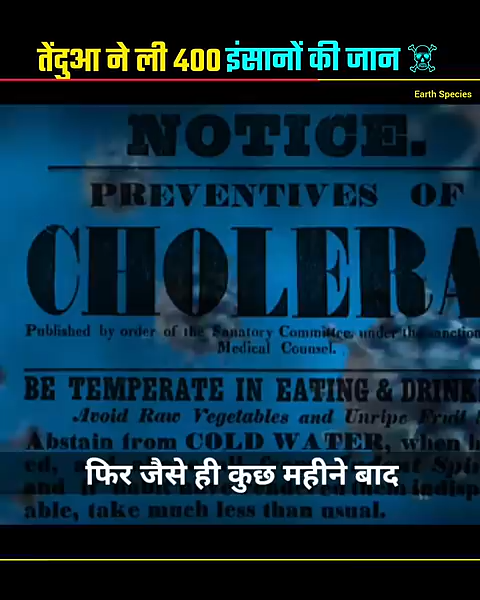 तेंदुआ ने ली 400 इंसानों की जान ☠
Earth Species
NOTICE.
PREVENTIVES OF
CHOLERA
Published by order of the Sanatory Committee, under the sanction
Medical Counsel.
BE TEMPERATE IN EATING & DRINK
Avoid Raw Vegetables and Unripe Fruit
Abstain from COLD WATER, when
फिर जैसे ही कुछ महीने बाद
able, take much less than usual.